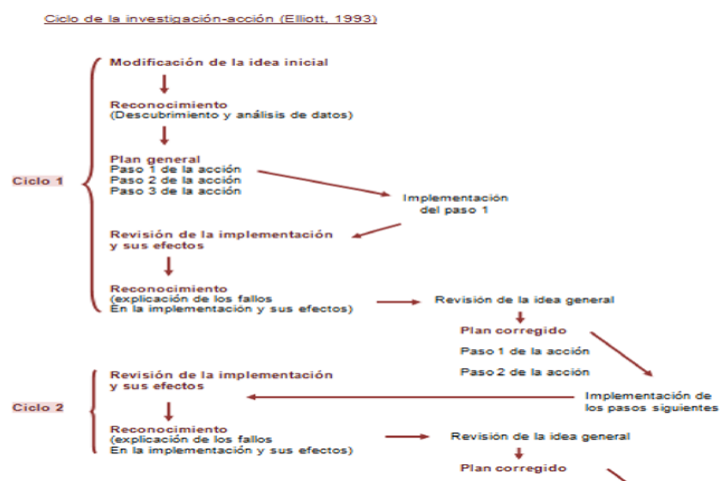 Ciclo de la investigación-acción (Elliott, 1993)
Modificación de la idea inicial
Reconocimiento
(Descubrimiento y análisis de datos)
Plan general
Paso 1 de la acción
Paso 2 de la acción
Paso 3 de la acción
Ciclo 1
Implementación
del paso 1
Revisión de la implementación
y sus efectos
Reconocimiento
(explicación de los fallos
En la implementación y sus efectos)
Revisión de la idea general
Plan corregido
Paso 1 de la acción
Paso 2 de la acción
Revisión de la implementación
y sus efectos
Implementación de
los pasos siguientes
Ciclo 2
Reconocimiento
(explicación de los fallos
En la implementación y sus efectos)
Revisión de la idea general
Plan corregido